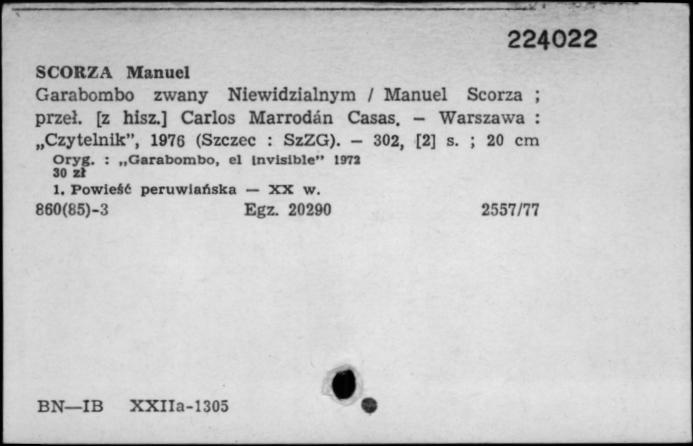 224022
SCORZA Manuel
Garabombo zwany Niewidzialnym / Manuel Scorza ;
przeł. [z hisz.] Carlos Marrodán Casas. — Warszawa :
„Czytelnik”, 1976 (Szczec : SzZG). — 302, [2] s. ; 20 cm
Oryg. : „Garabombo, el invisible” 1972
30 zł
1. Powieść peruwiańska — XX w.
860(85)-3 Egz. 20290 2557/77
BN—IB XXIIa-1305